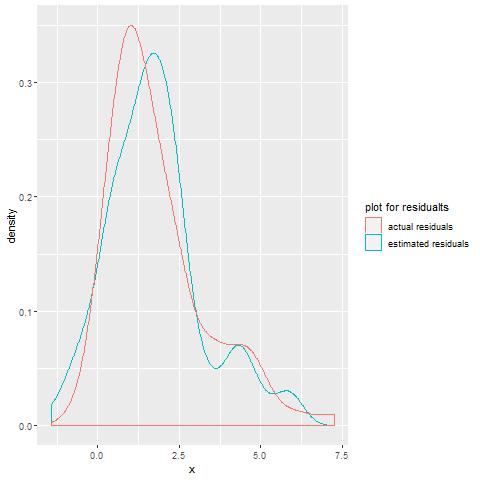 0.3
0.2
0.1
0.0
density
0.0 2.5 5.0 7.5
x
plot for residualts
actual residuals
estimated residuals